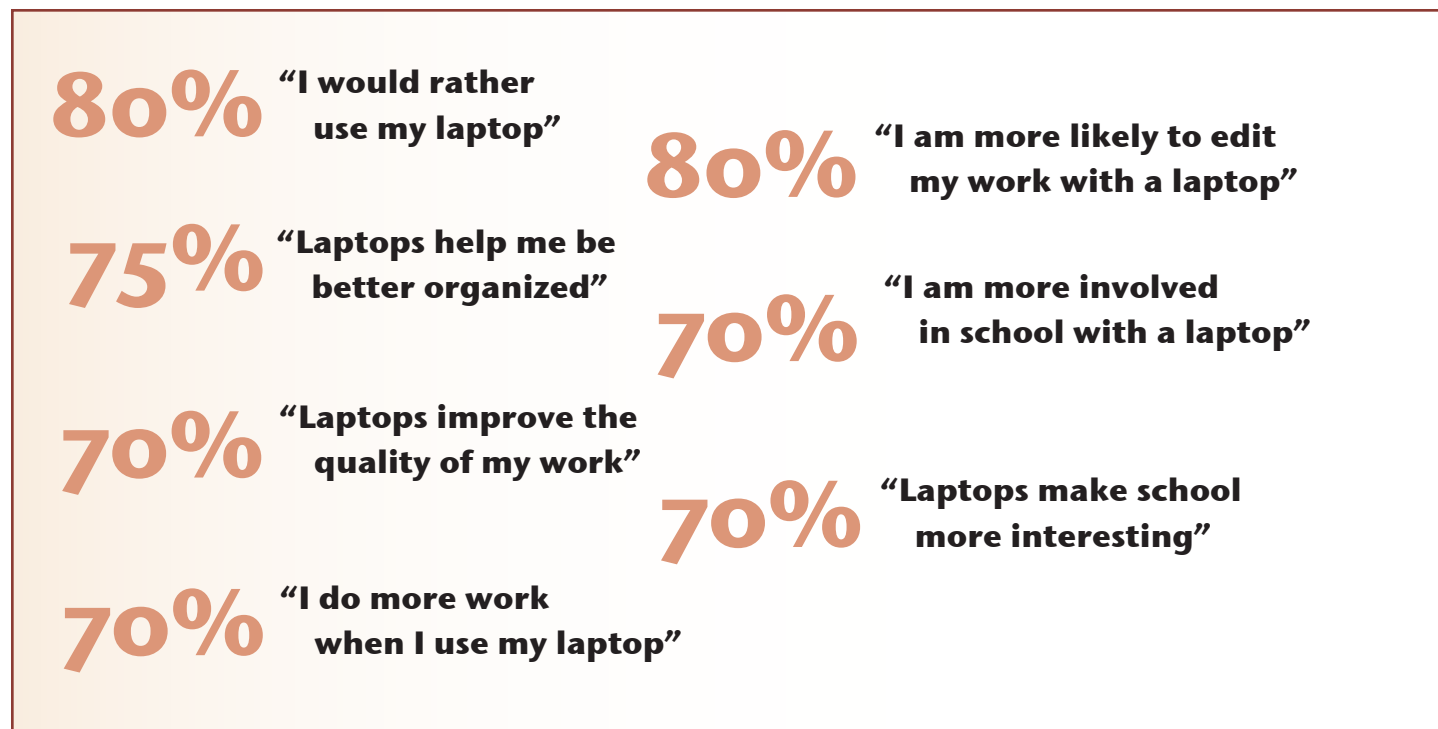 80% “I would rather
use my laptop”
75% “Laptops help me be
better organized”
70% “Laptops improve the
quality of my work”
70% “I do more work
when I use my laptop”
80% “I am more likely to edit
my work with a laptop”
70% “I am more involved
in school with a laptop”
70% “Laptops make school
more interesting”